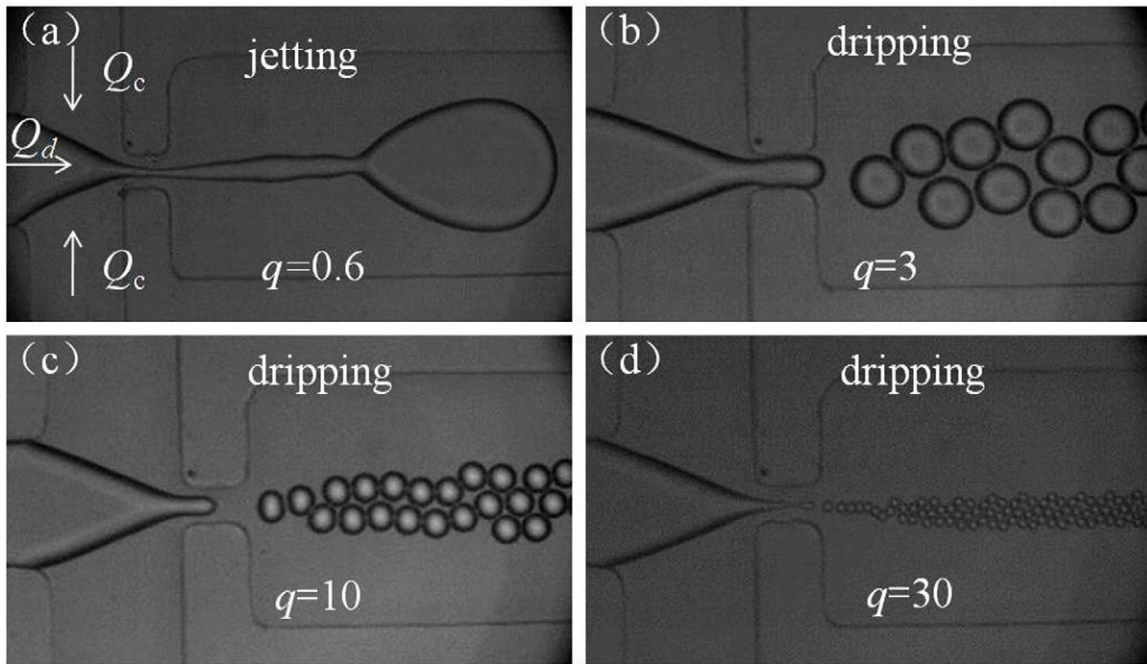 (a)
jetting
Qc
Qd
Qc
q=0.6
(b)
dripping
q=3
(c)
dripping
q=10
(d)
dripping
q=30